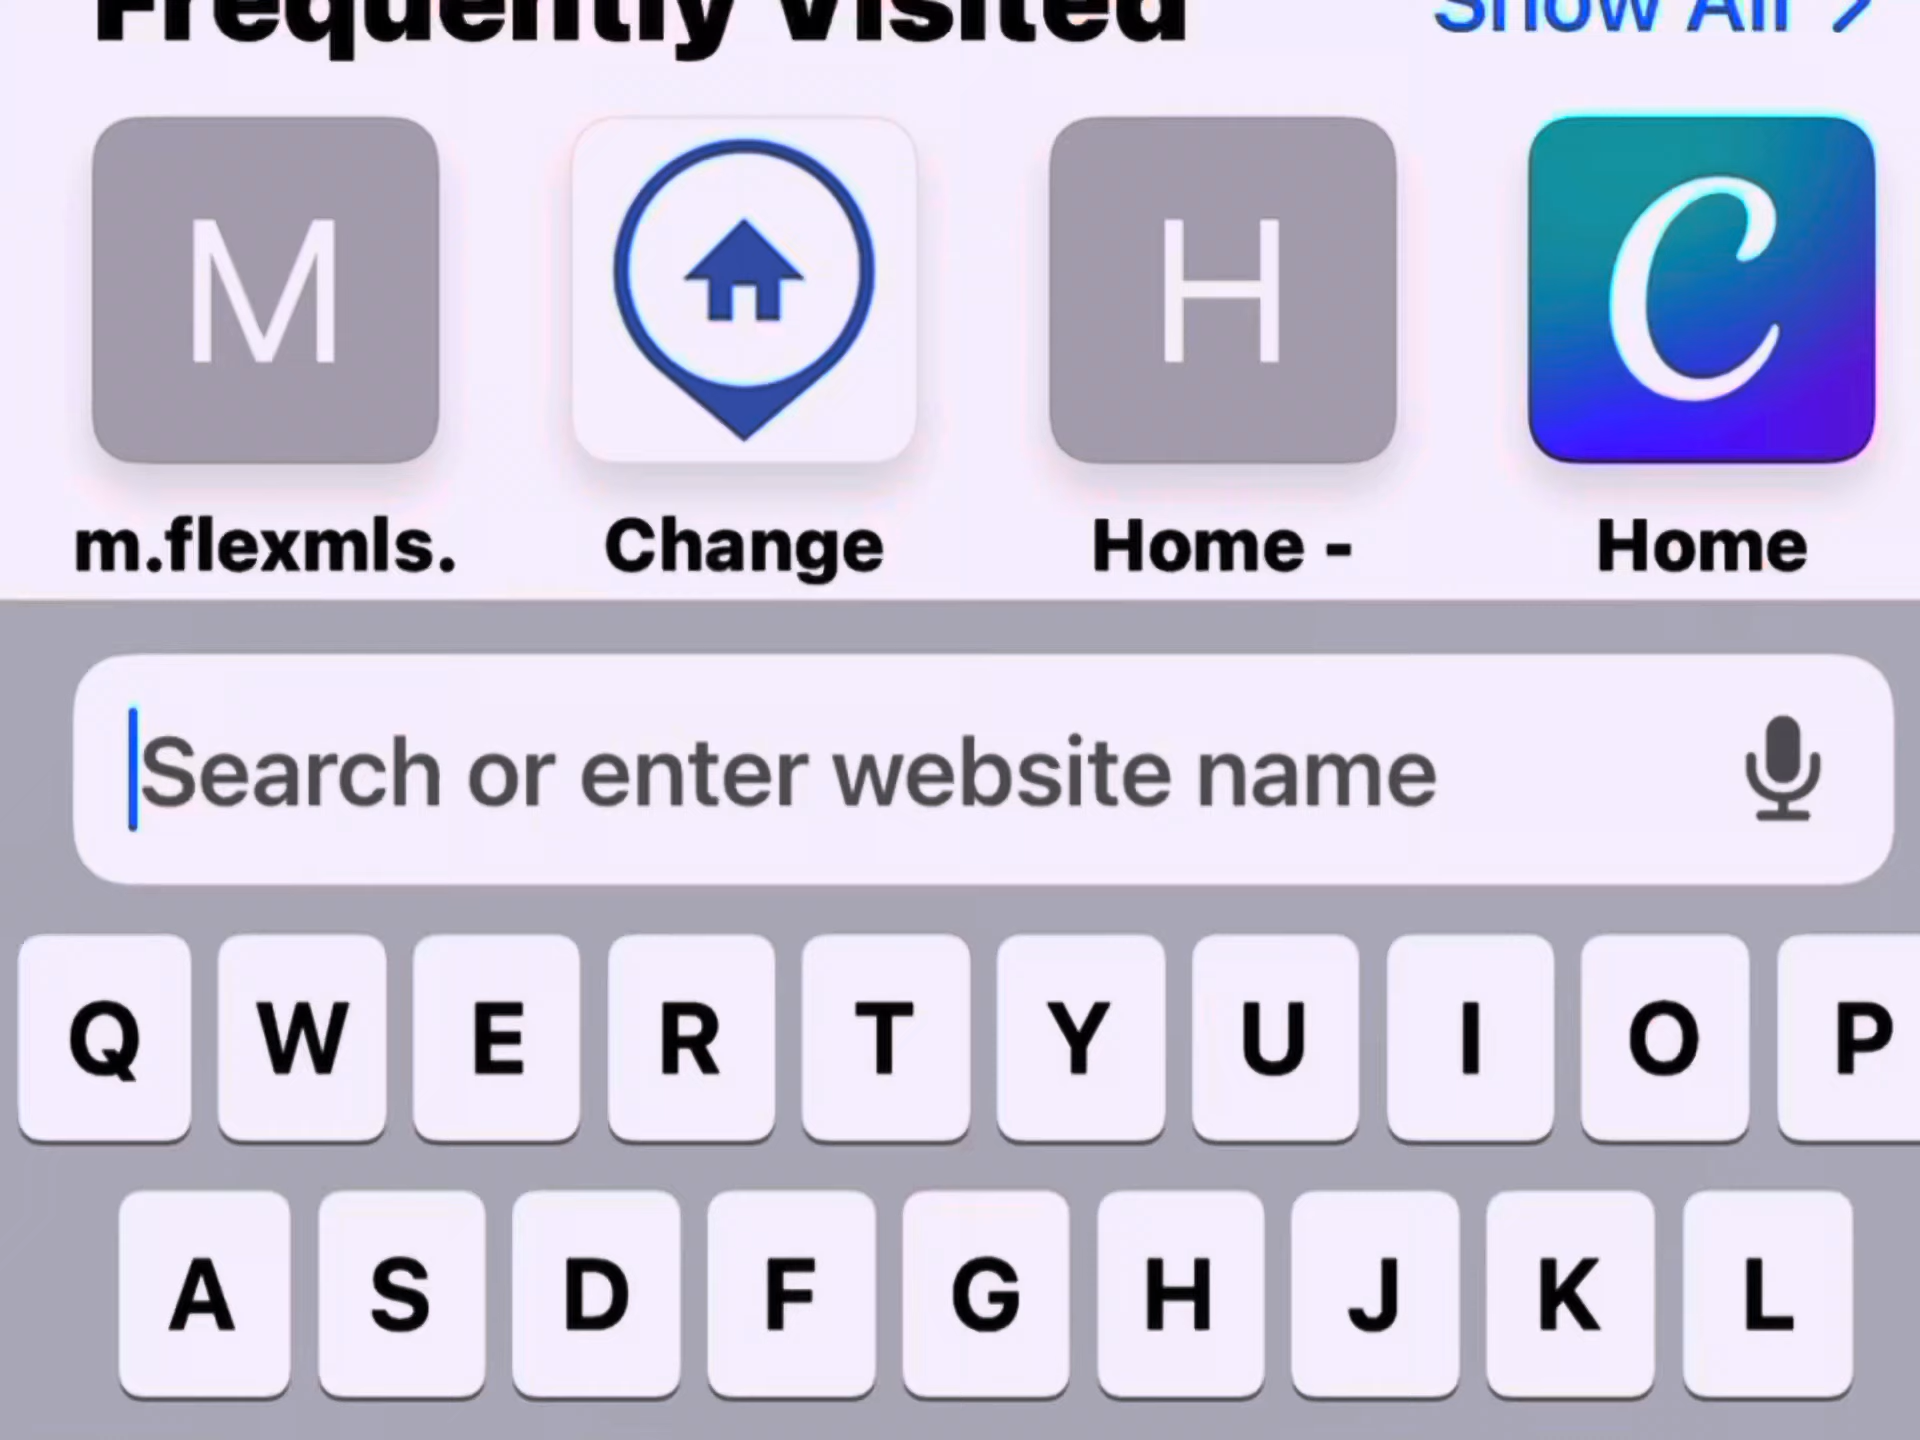 Frequently Visited
Show All
M
H
C
m.flexmls.
Change
Home -
Home
Search or enter website name
Q W E R T Y U I O P
A S D F G H J K L